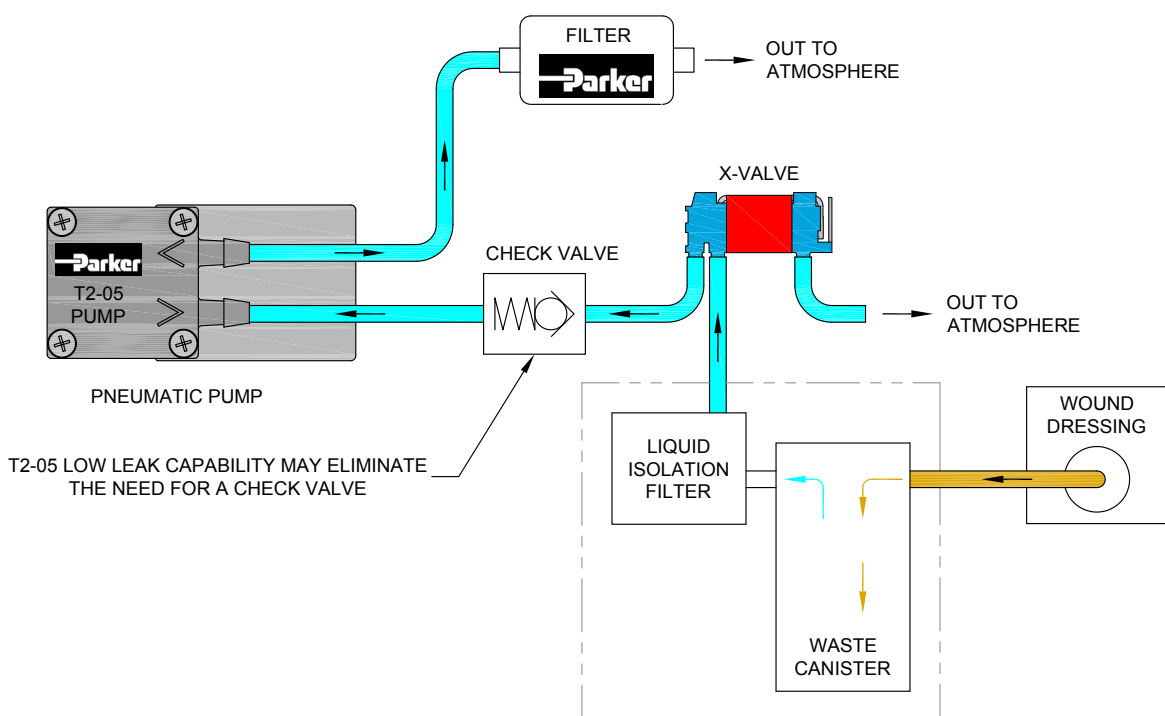 FILTER
Parker
OUT TO
ATMOSPHERE
X-VALVE
CHECK VALVE
Parker
T2-05
PUMP
OUT TO
ATMOSPHERE
PNEUMATIC PUMP
WOUND
DRESSING
LIQUID
ISOLATION
FILTER
T2-05 LOW LEAK CAPABILITY MAY ELIMINATE
THE NEED FOR A CHECK VALVE
WASTE
CANISTER